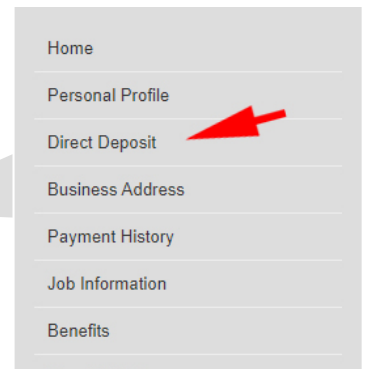 Home
Personal Profile
Direct Deposit
Business Address
Payment History
Job Information
Benefits